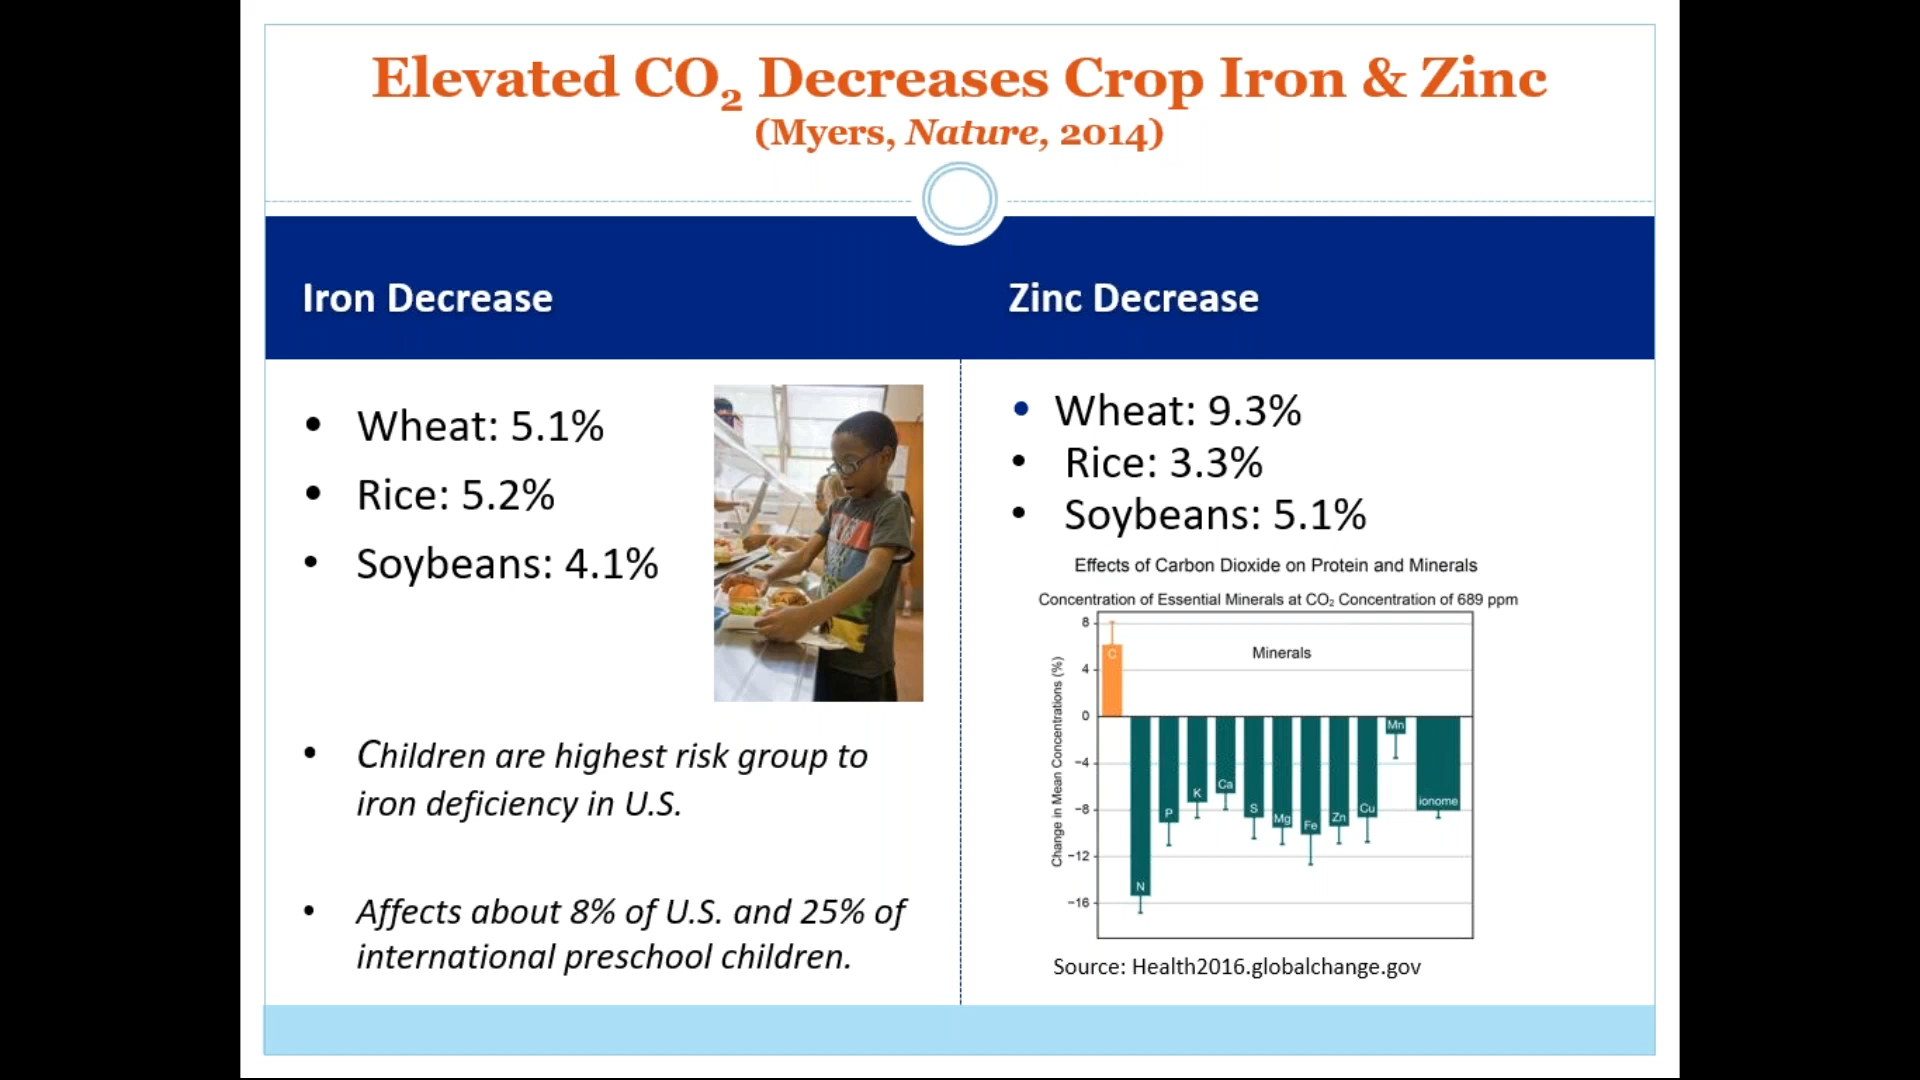 Elevated CO₂ Decreases Crop Iron & Zinc
(Myers, Nature, 2014)
Iron Decrease
• Wheat: 5.1%
• Rice: 5.2%
• Soybeans: 4.1%
• Children are highest risk group to
iron deficiency in U.S.
• Affects about 8% of U.S. and 25% of
international preschool children.
Zinc Decrease
• Wheat: 9.3%
• Rice: 3.3%
• Soybeans: 5.1%
Effects of Carbon Dioxide on Protein and Minerals
Concentration of Essential Minerals at CO₂ Concentration of 689 ppm
Change in Mean Concentrations (%)
8
4
0
−4
−8
−12
−16
Minerals
C
N
P
K
Ca
S
Mg
Fe
Zn
Cu
Mn
ionome
Source: Health2016.globalchange.gov